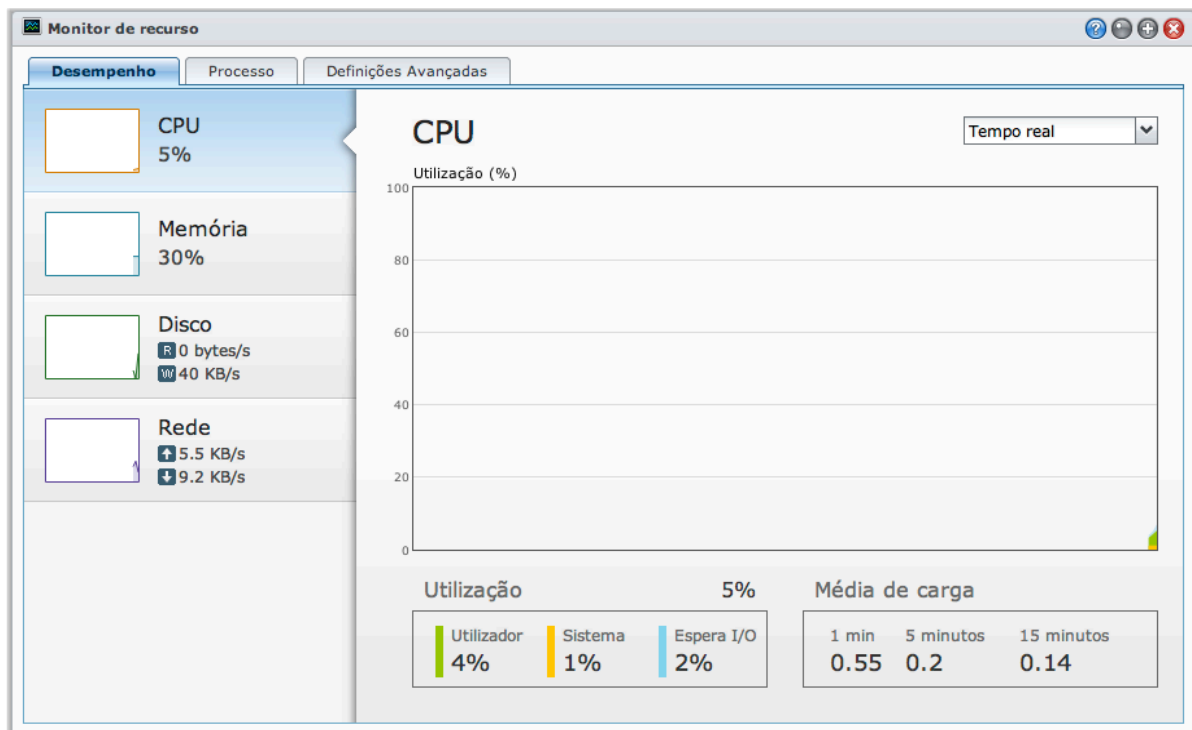 Monitor de recurso
Desempenho Processo Definições Avançadas
CPU
5%
Memória
30%
Disco
R 0 bytes/s
W 40 KB/s
Rede
5.5 KB/s
9.2 KB/s
CPU
Tempo real
Utilização (%)
100
80
60
40
20
0
Utilização 5%
Utilizador Sistema Espera I/O
4% 1% 2%
Média de carga
1 min 5 minutos 15 minutos
0.55 0.2 0.14